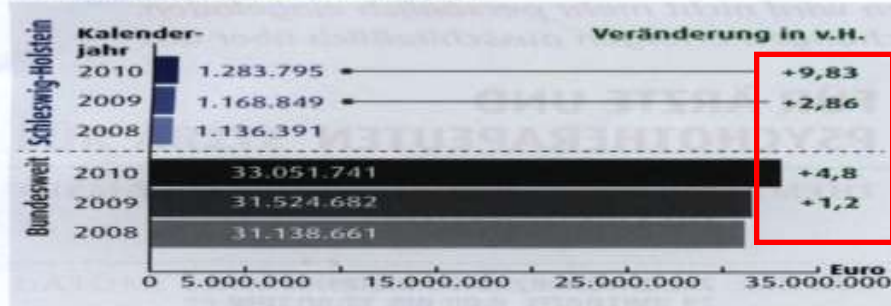 Kalender-
jahr
Veränderung in v.H.
Schleswig-Holstein
2010 1.283.795 +9,83
2009 1.168.849 +2,86
2008 1.136.391
Bundesweit
2010 33.051.741 +4,8
2009 31.524.682 +1,2
2008 31.138.661
Euro
0 5.000.000 15.000.000 25.000.000 35.000.000